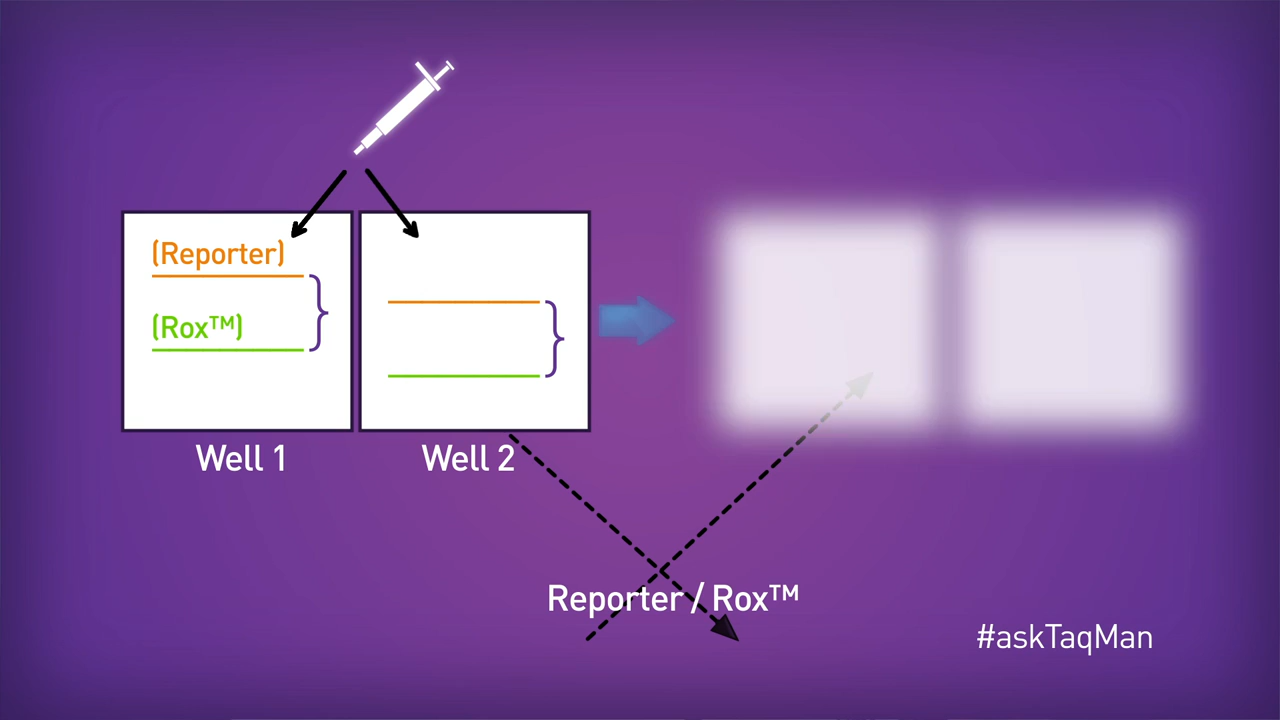 (Reporter)
(Rox™)
Well 1
Well 2
Reporter / Rox™
#askTaqMan